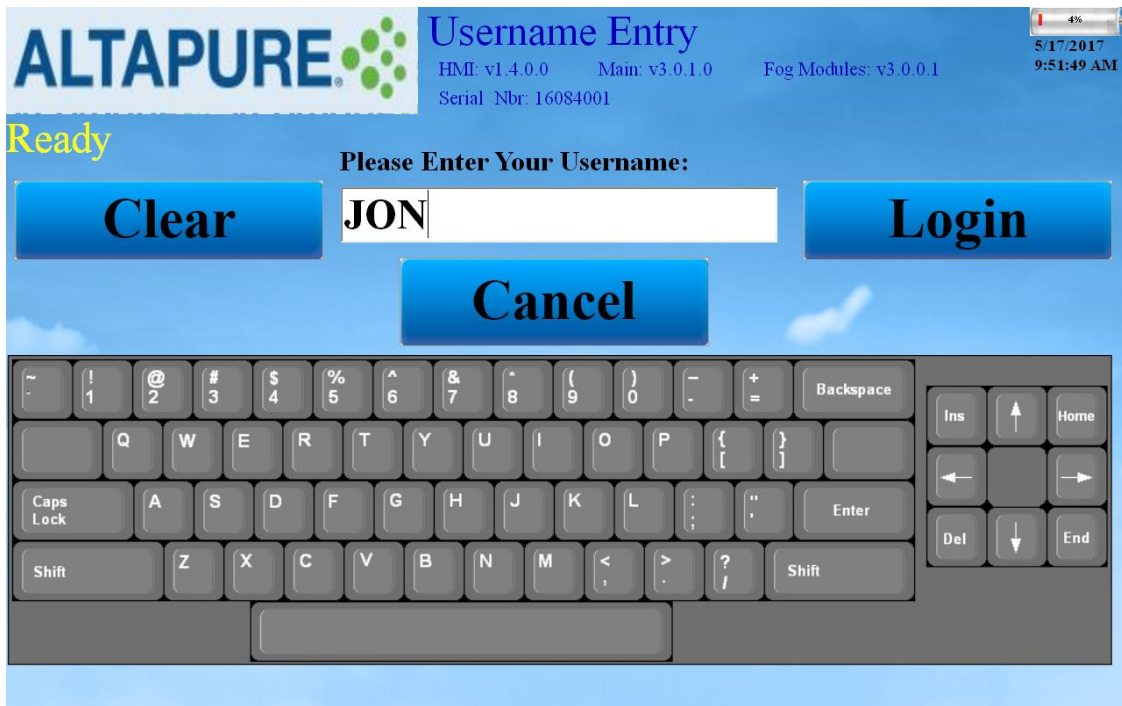 ALTAPURE.
Username Entry
4%
5/17/2017
9:51:49 AM
HMI: v1.4.0.0 Main: v3.0.1.0 Fog Modules: v3.0.0.1
Serial Nbr: 16084001
Ready
Please Enter Your Username:
Clear JON Login
Cancel
~ ! @ # $ % ^ & * ( ) _ +
` 1 2 3 4 5 6 7 8 9 0 - = Backspace
Q W E R T Y U I O P { }
[ ]
Caps Lock A S D F G H J K L : "
; ' Enter
Shift Z X C V B N M < > ? Shift
, . /
Ins Home
Del End